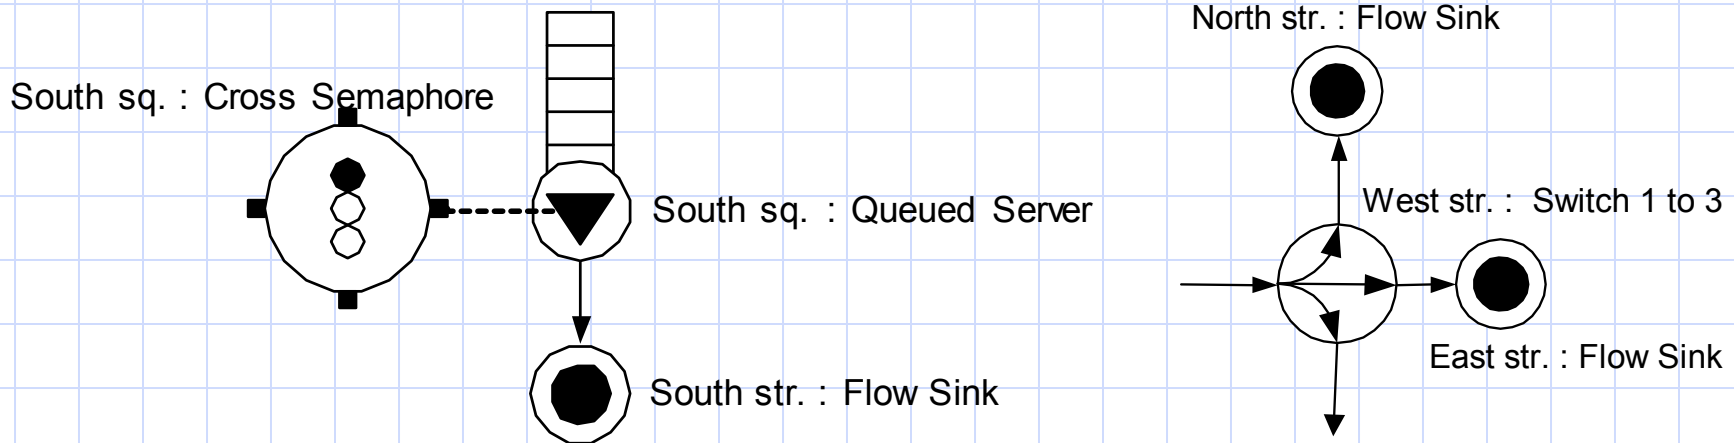 North str. : Flow Sink
South sq. : Cross Semaphore
West str. : Switch 1 to 3
South sq. : Queued Server
East str. : Flow Sink
South str. : Flow Sink